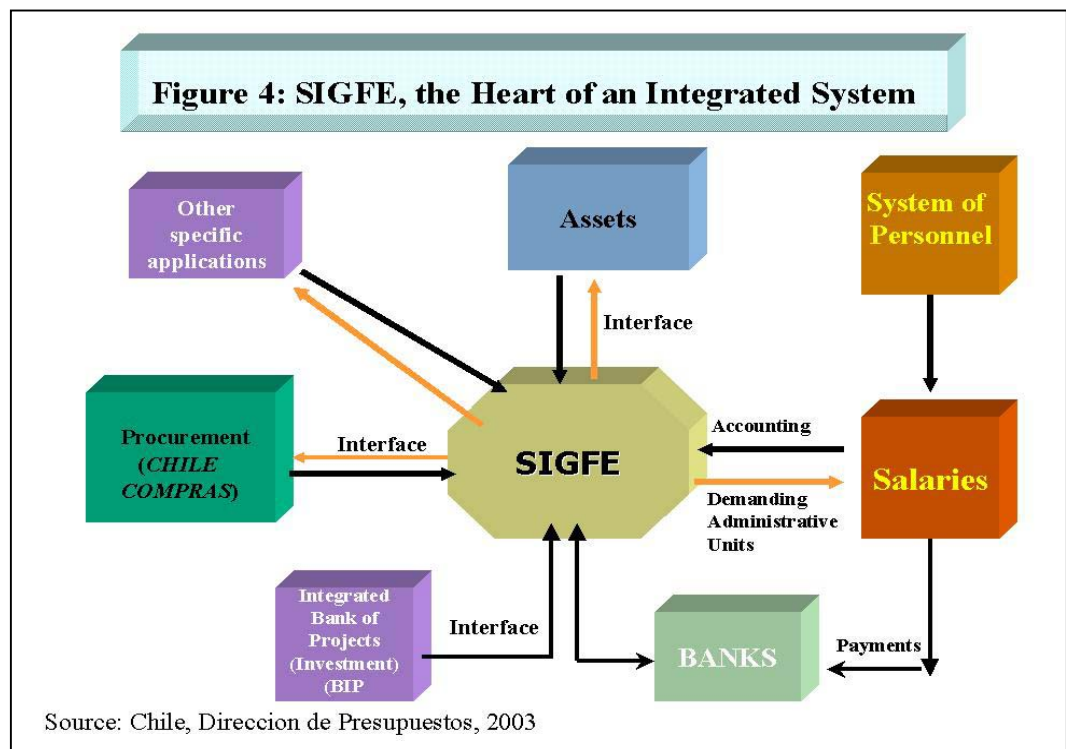 Figure 4: SIGFE, the Heart of an Integrated System
Other
specific
applications
Assets
System of
Personnel
Interface
Procurement
(CHILE
COMPRAS)
Interface
SIGFE
Accounting
Demanding
Administrative
Units
Salaries
Integrated
Bank of
Projects
(Investment)
(BIP
Interface
BANKS
Payments
Source: Chile, Direccion de Presupuestos, 2003